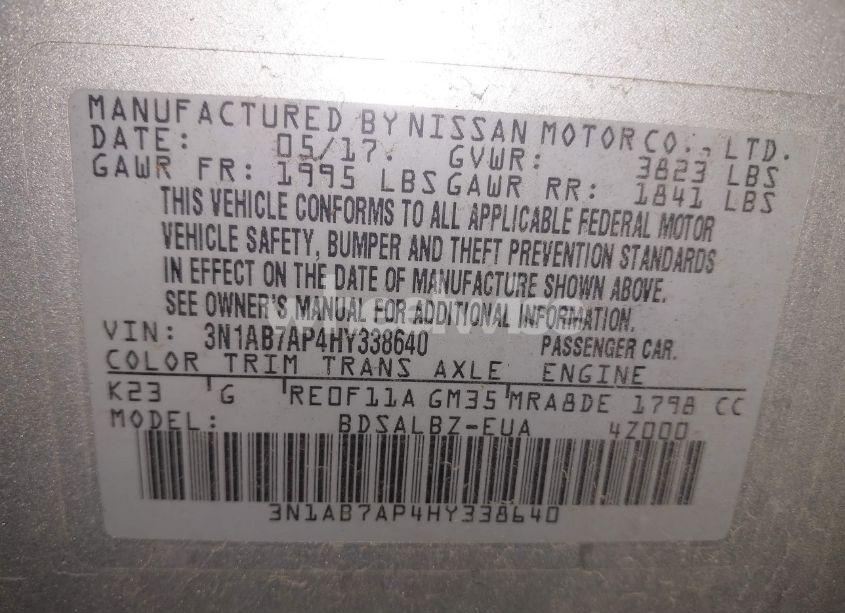 MANUFACTURED BY NISSAN MOTOR CO., LTD.
DATE: 05/17. GVWR: 3823 LBS
GAWR FR: 1995 LBS GAWR RR: 1841 LBS
THIS VEHICLE CONFORMS TO ALL APPLICABLE FEDERAL MOTOR
VEHICLE SAFETY, BUMPER AND THEFT PREVENTION STANDARDS
IN EFFECT ON THE DATE OF MANUFACTURE SHOWN ABOVE.
SEE OWNER'S MANUAL FOR ADDITIONAL INFORMATION.
VIN: 3N1AB7AP4HY338640 PASSENGER CAR.
COLOR TRIM TRANS AXLE ENGINE
K23 G RE0F11A GM35 MRA8DE 1798 CC
MODEL: BDSALBZ-EUA 4Z000
3N1AB7AP4HY338640